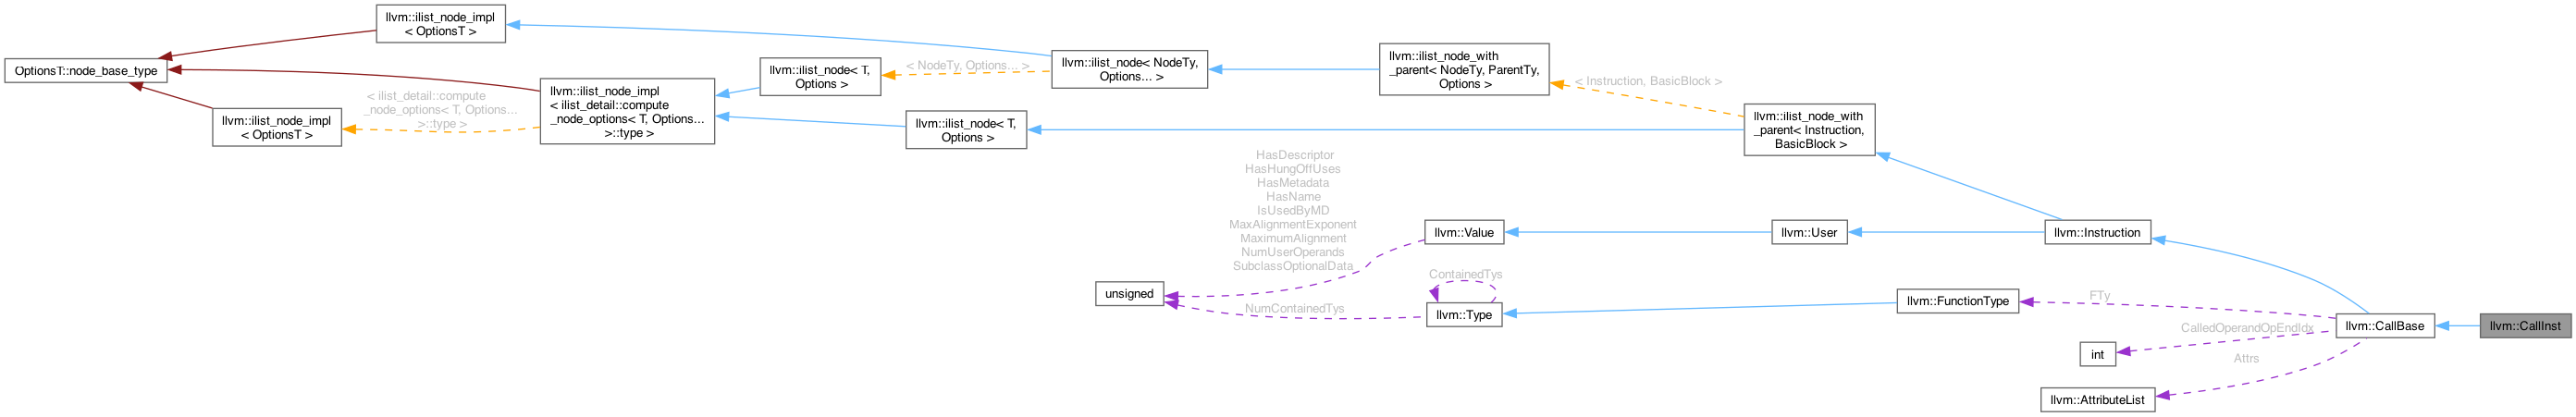 llvm::ilist_node_impl
< OptionsT >
OptionsT::node_base_type
llvm::ilist_node_impl
< OptionsT >
< ilist_detail::compute
_node_options< T, Options...
>::type >
llvm::ilist_node_impl
< ilist_detail::compute
_node_options< T, Options...
>::type >
llvm::ilist_node< T,
Options >
< NodeTy, Options... >
llvm::ilist_node< NodeTy,
Options... >
llvm::ilist_node_with
_parent< NodeTy, ParentTy,
Options >
< Instruction, BasicBlock >
llvm::ilist_node< T,
Options >
llvm::ilist_node_with
_parent< Instruction,
BasicBlock >
HasDescriptor
HasHungOffUses
HasMetadata
HasName
IsUsedByMD
MaxAlignmentExponent
MaximumAlignment
NumUserOperands
SubclassOptionalData
llvm::Value
llvm::User
llvm::Instruction
unsigned
ContainedTys
NumContainedTys
llvm::Type
llvm::FunctionType
FTy
CalledOperandOpEndIdx
int
Attrs
llvm::AttributeList
llvm::CallBase
llvm::CallInst